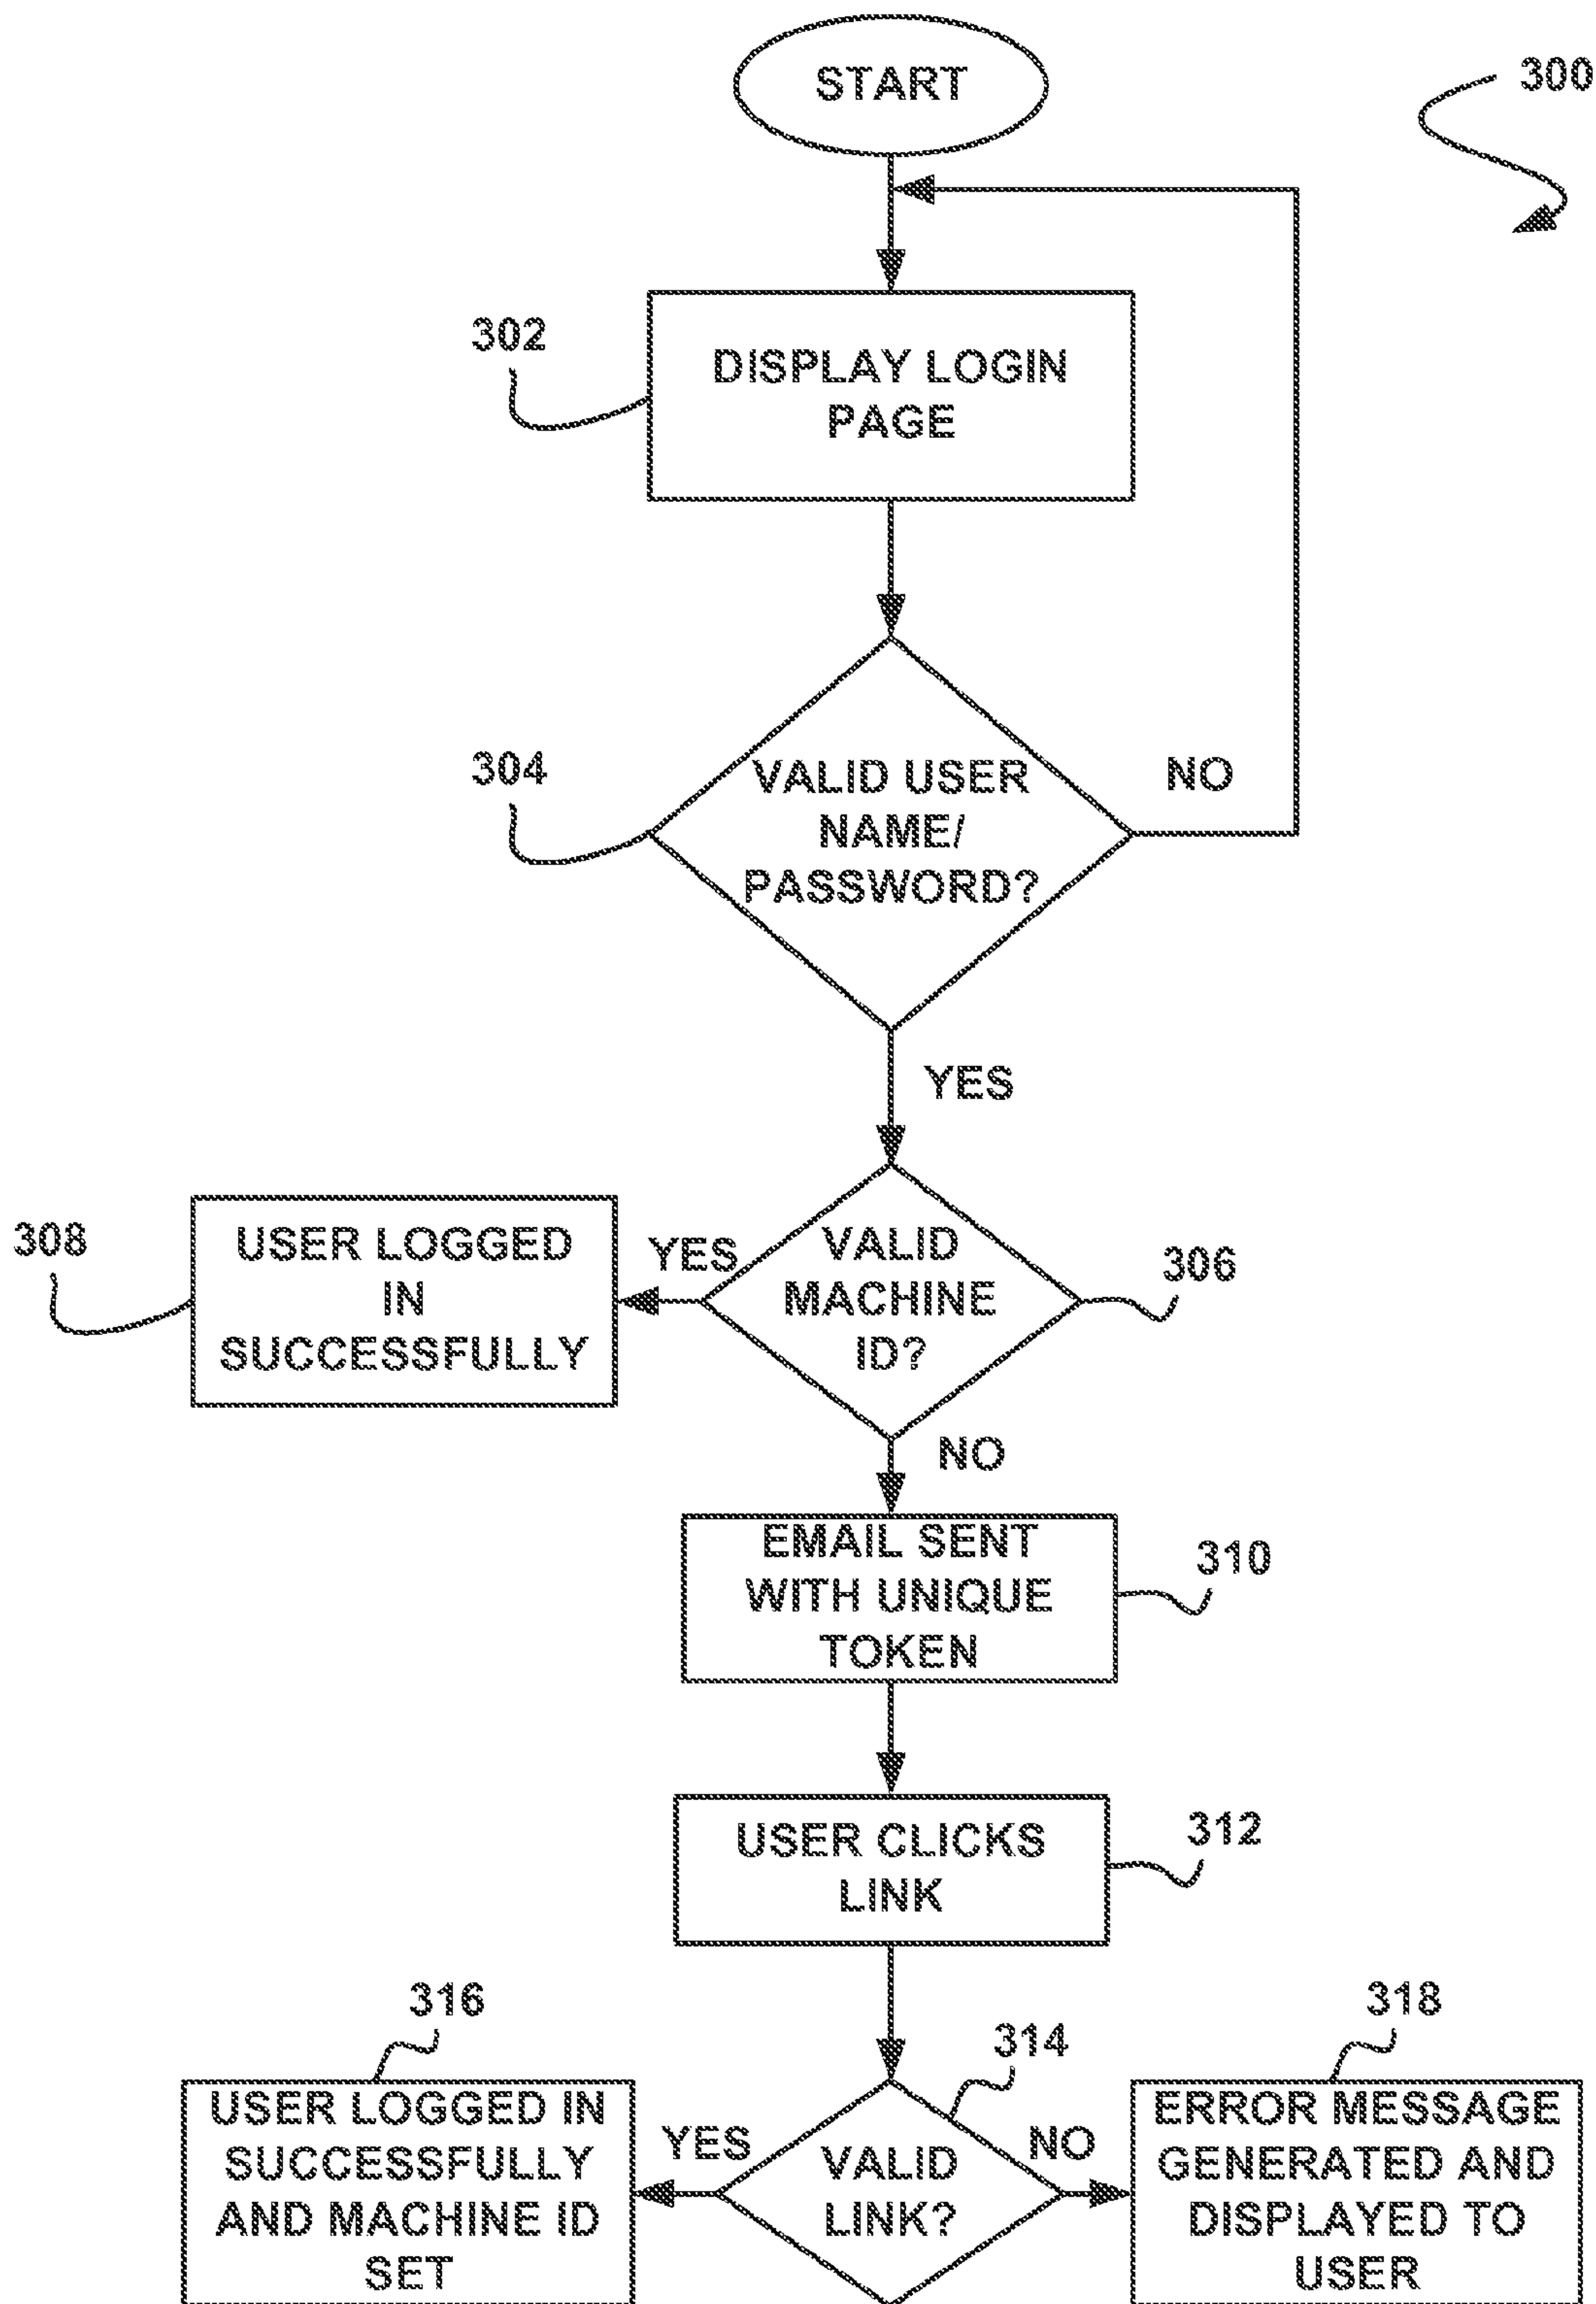 START
300
302
DISPLAY LOGIN
PAGE
304
VALID USER
NAME/
PASSWORD?
NO
YES
308
USER LOGGED
IN
SUCCESSFULLY
YES
VALID
MACHINE
ID?
306
NO
EMAIL SENT
WITH UNIQUE
TOKEN
310
USER CLICKS
LINK
312
316
314
318
USER LOGGED IN
SUCCESSFULLY
AND MACHINE ID
SET
YES
VALID
LINK?
NO
ERROR MESSAGE
GENERATED AND
DISPLAYED TO
USER